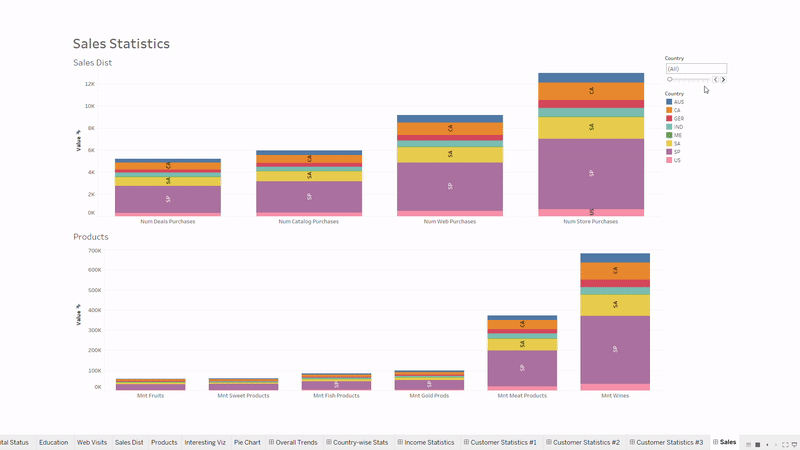 Sales Statistics
Sales Dist
Country
(All)
Country
AUS
CA
GER
IND
ME
SA
SP
US
Value
12K
10K
8K
6K
4K
2K
0K
CA
SA
SP
CA
SA
SP
CA
SA
SP
CA
SA
SP
US
Num Deals Purchases
Num Catalog Purchases
Num Web Purchases
Num Store Purchases
Products
Value
700K
600K
500K
400K
300K
200K
100K
0K
SP
SP
CA
SA
SP
CA
SA
SP
Mnt Fruits
Mnt Sweet Products
Mnt Fish Products
Mnt Gold Prods
Mnt Meat Products
Mnt Wines
ital Status
Education
Web Visits
Sales Dist
Products
Interesting Viz
Pie Chart
Overall Trends
Country-wise Stats
Income Statistics
Customer Statistics #1
Customer Statistics #2
Customer Statistics #3
Sales